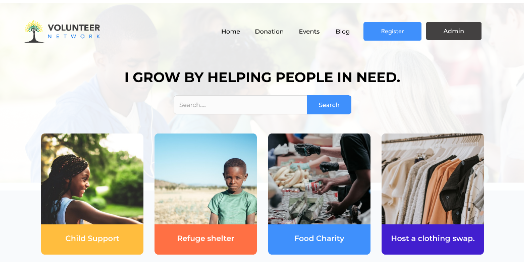 VOLUNTEER
NETWORK
Home
Donation
Events
Blog
Register
Admin
I GROW BY HELPING PEOPLE IN NEED.
Search....
Search
Child Support
Refuge shelter
Food Charity
Host a clothing swap.